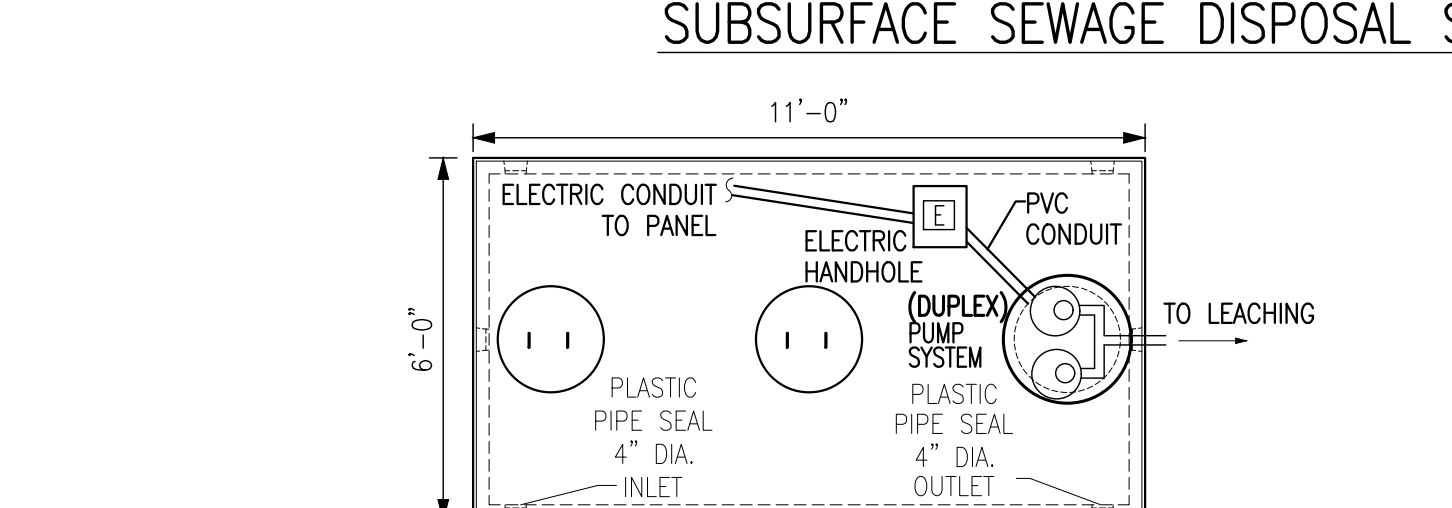 SUBSURFACE SEWAGE DISPOSAL
11'-0"
ELECTRIC CONDUIT
TO PANEL
E
PVC
CONDUIT
ELECTRIC
HANDHOLE
(DUPLEX)
PUMP
SYSTEM
TO LEACHING
6'-0"
PLASTIC
PIPE SEAL
4" DIA.
INLET
PLASTIC
PIPE SEAL
4" DIA.
OUTLET